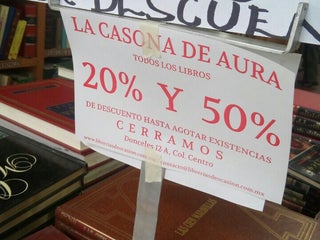 DESCUEN
LA CASONA DE AURA
TODOS LOS LIBROS
20% Y 50%
DE DESCUENTO HASTA AGOTAR EXISTENCIAS
CERRAMOS
Donceles 12-A, Col. Centro